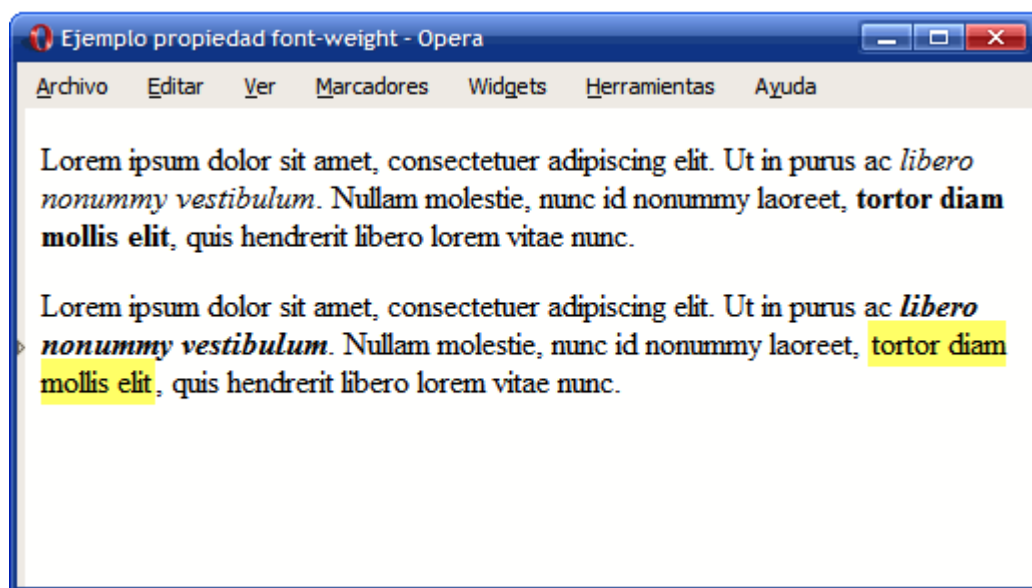 Ejemplo propiedad font-weight - Opera
Archivo Editar Ver Marcadores Widgets Herramientas Ayuda
Lorem ipsum dolor sit amet, consectetuer adipiscing elit. Ut in purus ac libero
nonummy vestibulum. Nullam molestie, nunc id nonummy laoreet, tortor diam
mollis elit, quis hendrerit libero lorem vitae nunc.
Lorem ipsum dolor sit amet, consectetuer adipiscing elit. Ut in purus ac libero
nonummy vestibulum. Nullam molestie, nunc id nonummy laoreet, tortor diam
mollis elit, quis hendrerit libero lorem vitae nunc.